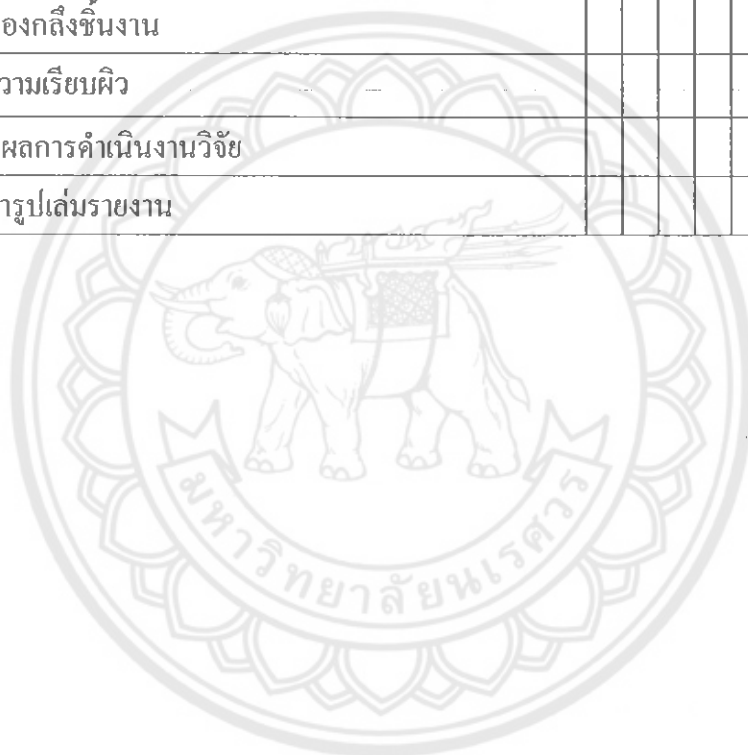 องกลึงชิ้นงาน
วามเรียบผิว
ผลการดำเนินงานวิจัย
ารูปเล่มรายงาน
มหาวิทยาลัยนเรศวร